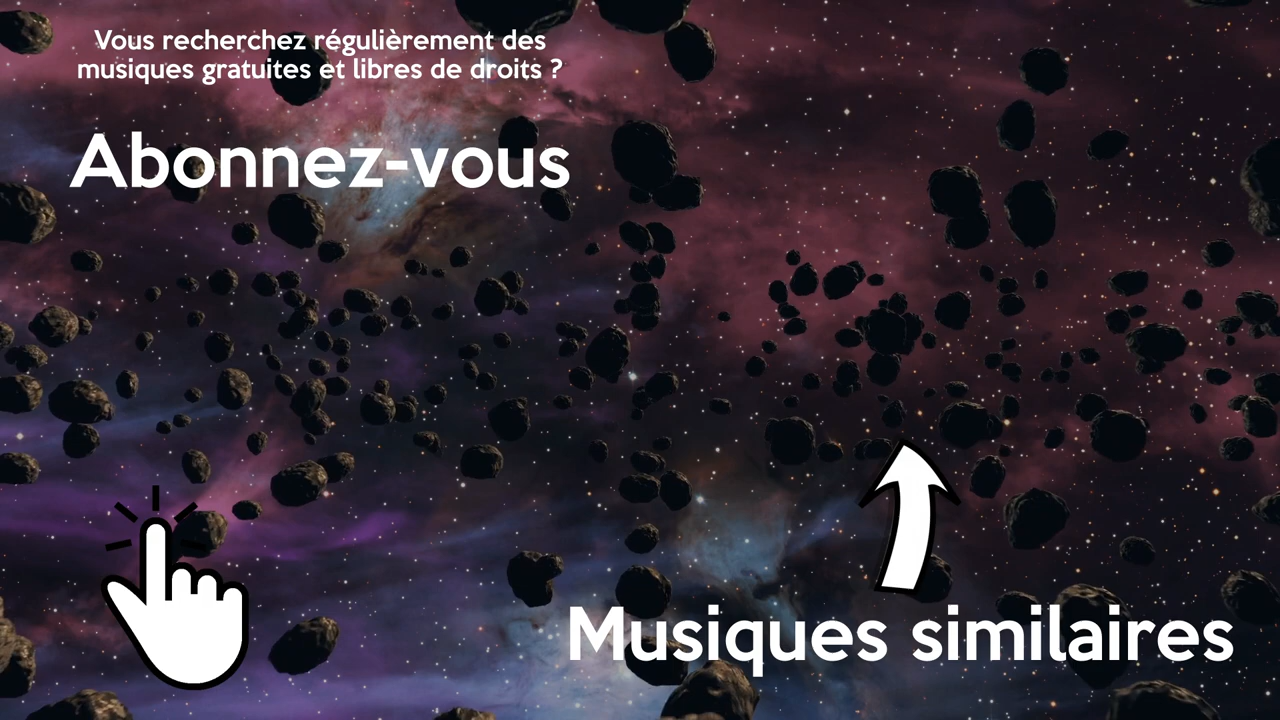 Vous recherchez régulièrement des
musiques gratuites et libres de droits ?
Abonnez-vous
Musiques similaires